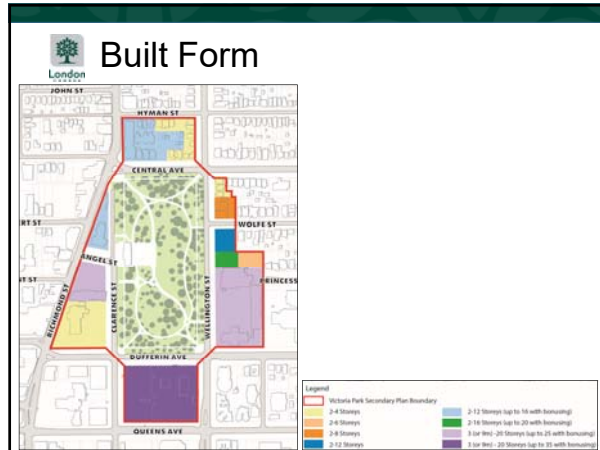 London
CANADA
Built Form
JOHN ST
HYMAN ST
CENTRAL AVE
WOLFE ST
RT ST
ANGEL ST
NT ST
PRINCESS
RICHMOND ST
CLARENCE ST
WELLINGTON ST
DUFFERIN AVE
QUEENS AVE
Legend
Victoria Park Secondary Plan Boundary
2-4 Storeys
2-6 Storeys
2-8 Storeys
2-12 Storeys
2-12 Storeys (up to 16 with bonusing)
2-16 Storeys (up to 20 with bonusing)
3 (or 9m) -20 Storeys (up to 25 with bonusing)
3 (or 9m) - 20 Storeys (up to 35 with bonusing)